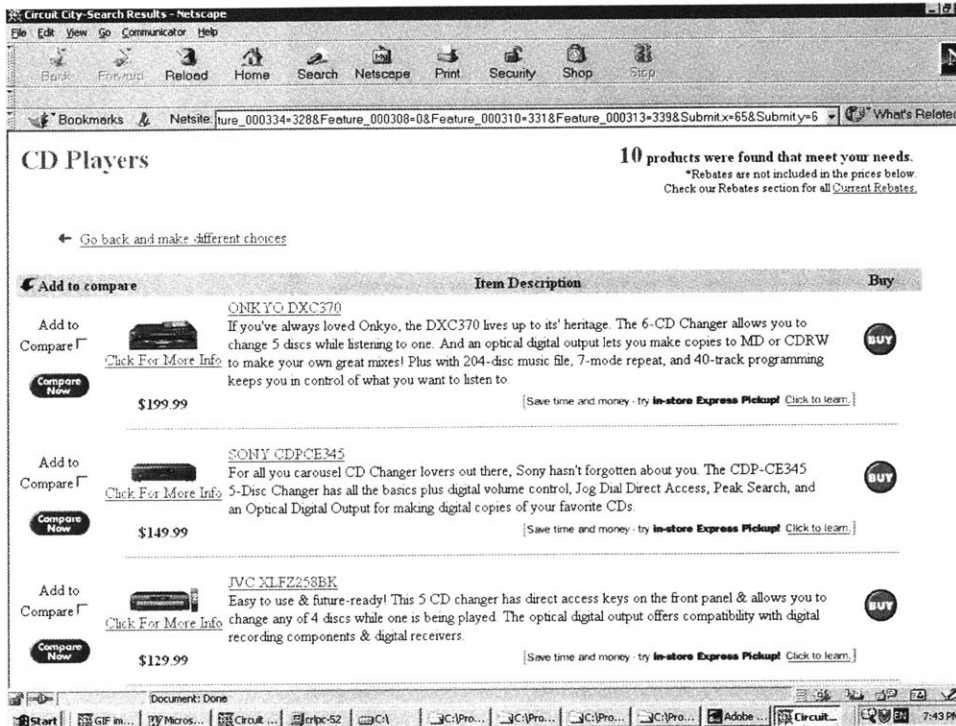 Circuit City-Search Results - Netscape
File Edit View Go Communicator Help
Back Forward Reload Home Search Netscape Print Security Shop Stop
Bookmarks Netsite: ture_000334=328&Feature_000308=0&Feature_000310=331&Feature_000313=339&Submit.x=65&Submit.y=6 What's Related
CD Players
10 products were found that meet your needs.
*Rebates are not included in the prices below.
Check our Rebates section for all Current Rebates.
Go back and make different choices
Add to compare Item Description Buy
ONKYO DXC370
Add to
Compare
If you've always loved Onkyo, the DXC370 lives up to its' heritage. The 6-CD Changer allows you to
change 5 discs while listening to one. And an optical digital output lets you make copies to MD or CDRW
to make your own great mixes! Plus with 204-disc music file, 7-mode repeat, and 40-track programming
keeps you in control of what you want to listen to.
BUY
Click For More Info
Compare
Now
$199.99
[Save time and money - try in-store Express Pickup! Click to learn.]
SONY CDPCE345
Add to
Compare
For all you carousel CD Changer lovers out there, Sony hasn't forgotten about you. The CDP-CE345
5-Disc Changer has all the basics plus digital volume control, Jog Dial Direct Access, Peak Search, and
an Optical Digital Output for making digital copies of your favorite CDs.
BUY
Click For More Info
Compare
Now
$149.99
[Save time and money - try in-store Express Pickup! Click to learn.]
JVC XLFZ258BK
Add to
Compare
Easy to use & future-ready! This 5 CD changer has direct access keys on the front panel & allows you to
change any of 4 discs while one is being played. The optical digital output offers compatibility with digital
recording components & digital receivers.
BUY
Click For More Info
Compare
Now
$129.99
[Save time and money - try in-store Express Pickup! Click to learn.]
Document: Done
Start GIF im... Micros... Circuit ... crlpc-52 C:\ C:\Pro... C:\Pro... C:\Pro... C:\Pro... Adobe ... Circuit... EN 7:43 PM